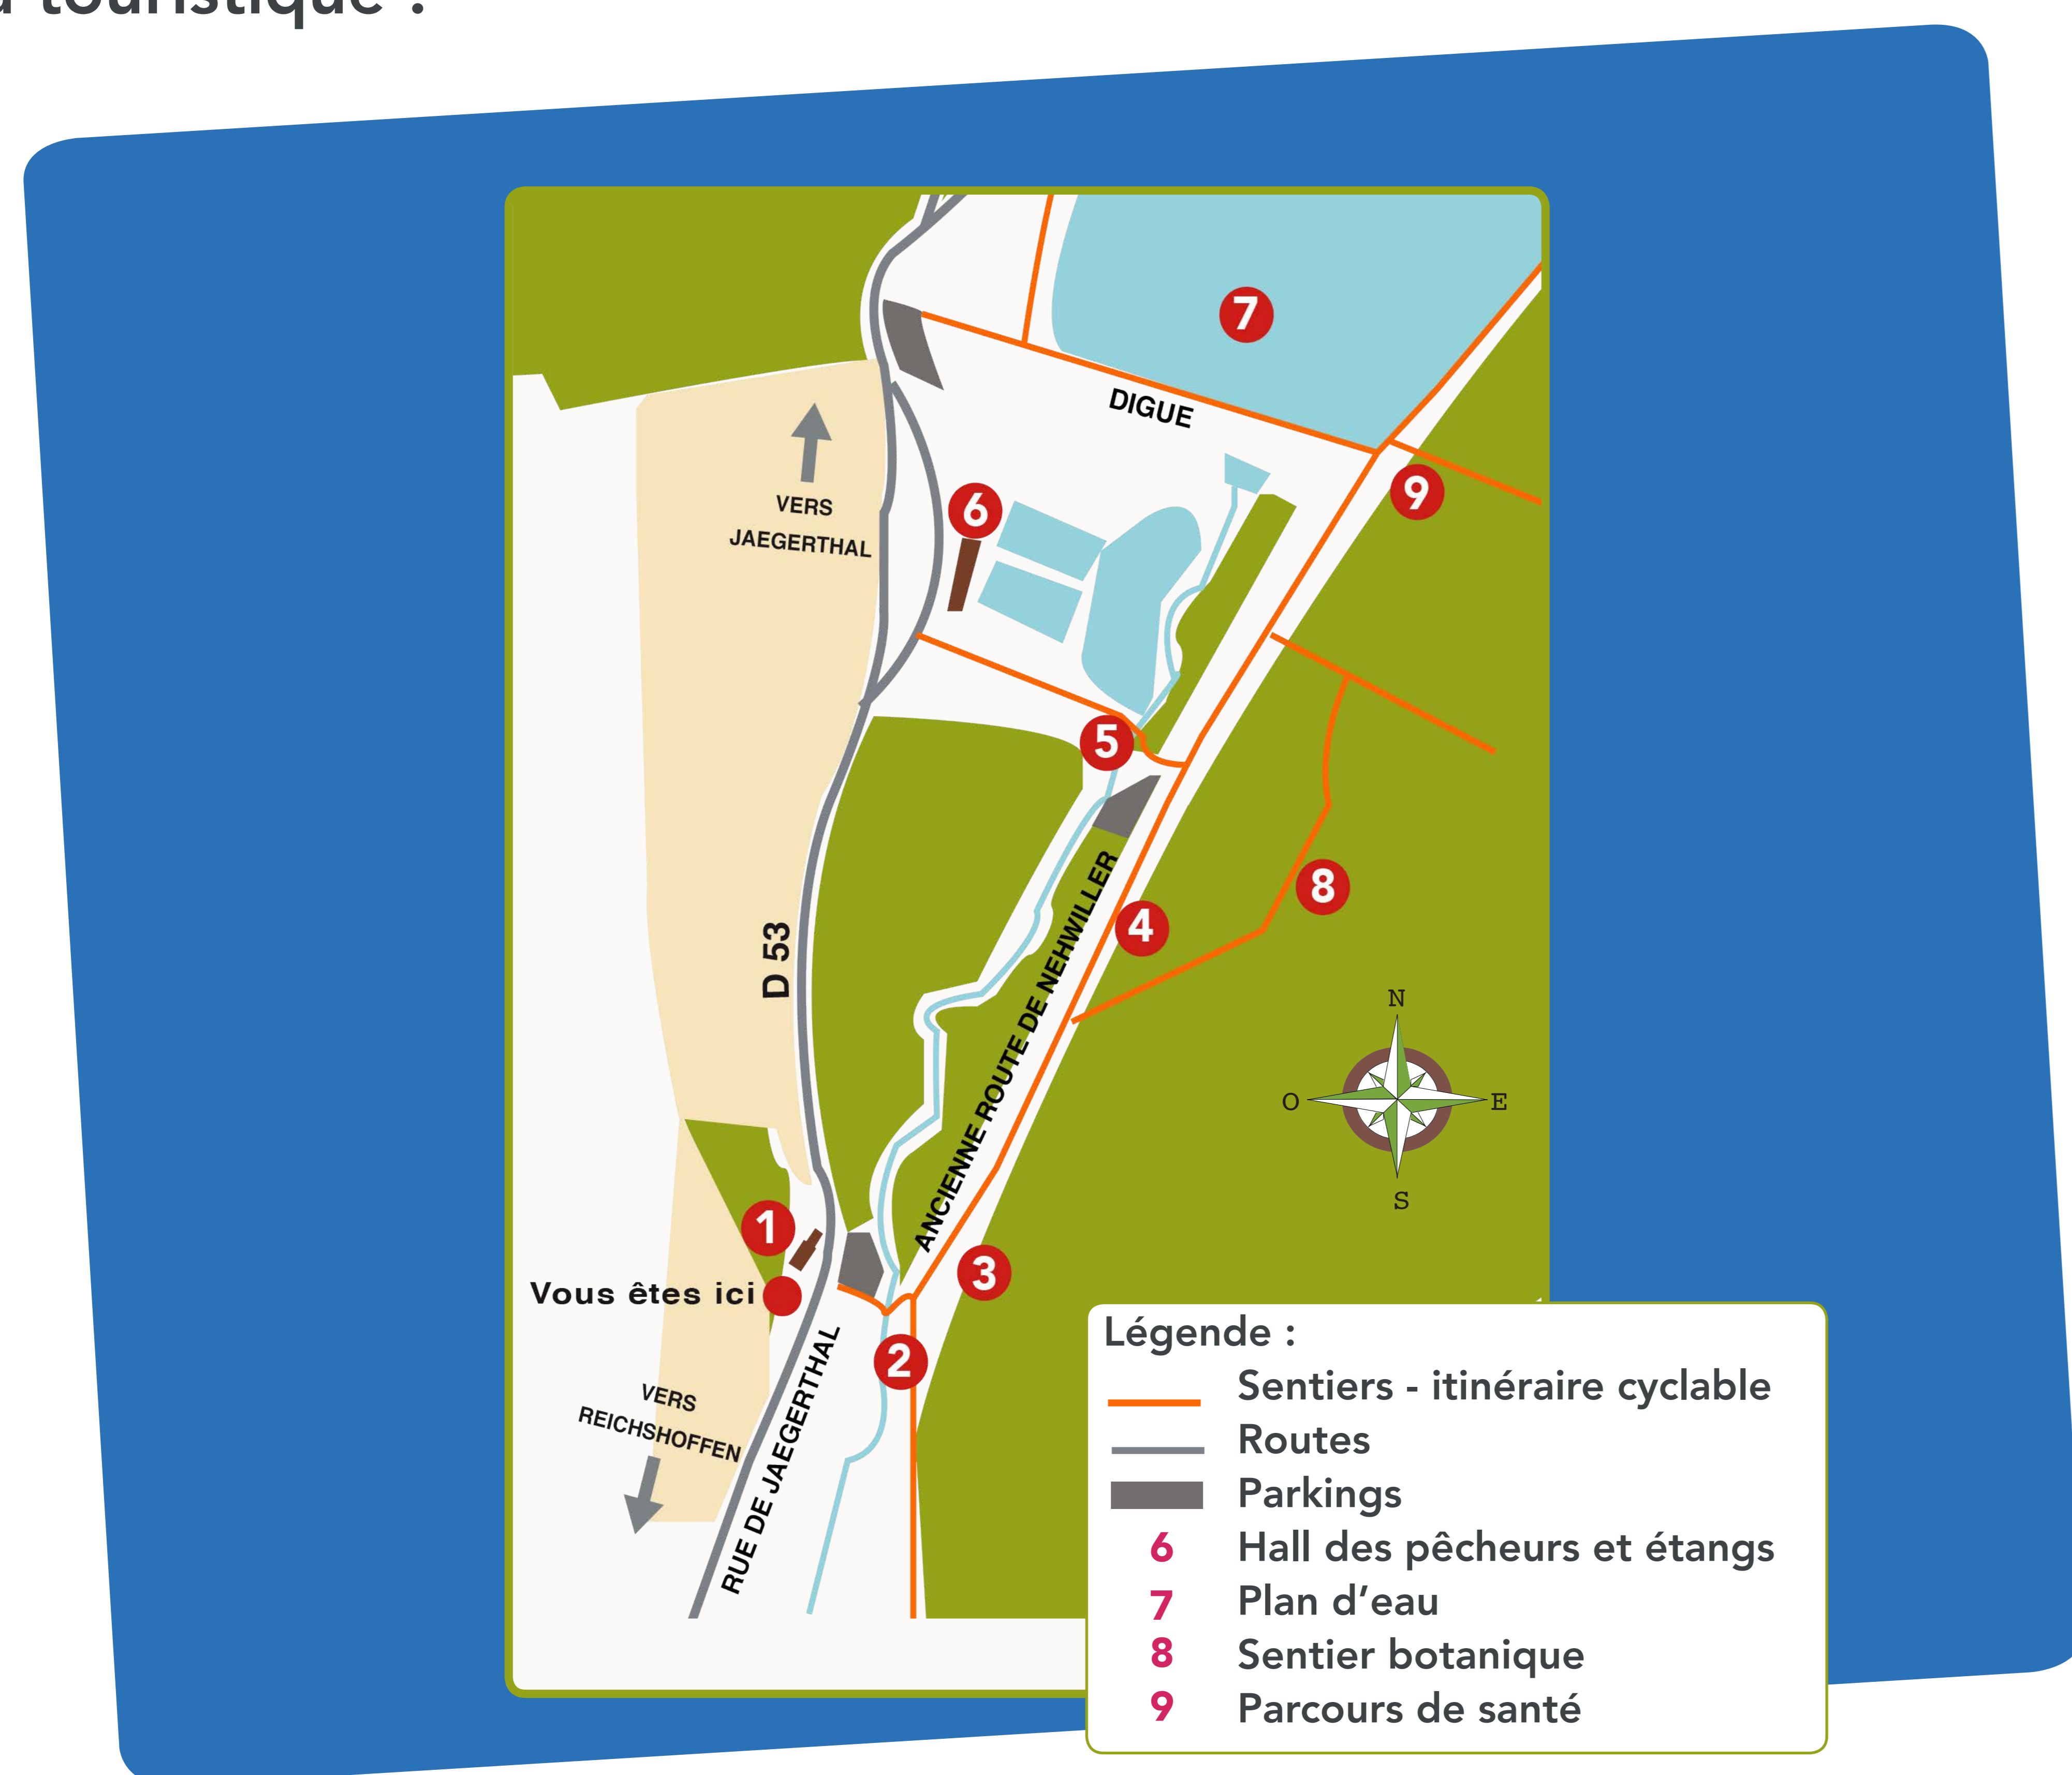 touristique :
7
DIGUE
9
6
VERS
JAEGERTHAL
5
8
4
D 53
ANCIENNE ROUTE DE NEHWILLER
N
O
E
S
1
3
Vous êtes ici
2
VERS
REICHSHOFFEN
RUE DE JAEGERTHAL
Légende :
Sentiers - itinéraire cyclable
Routes
Parkings
6 Hall des pêcheurs et étangs
7 Plan d'eau
8 Sentier botanique
9 Parcours de santé